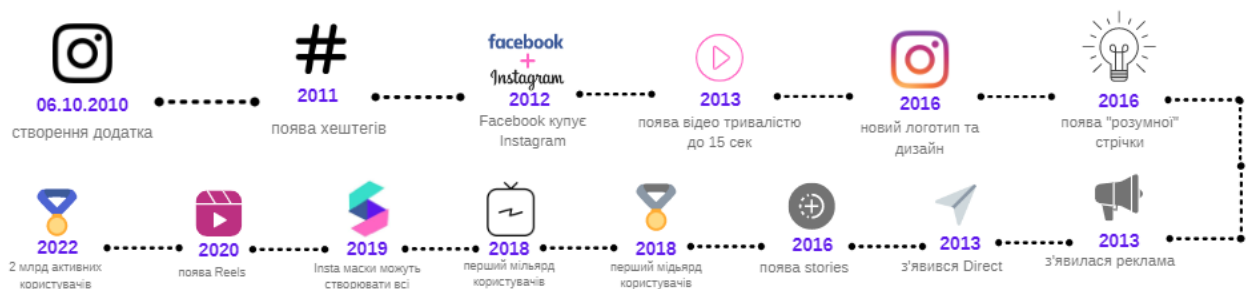 facebook
+
Instagram
06.10.2010
створення додатка
2011
поява хештегів
2012
Facebook купує
Instagram
2013
поява відео тривалістю
до 15 сек
2016
новий логотип та
дизайн
2016
поява "розумної"
стрічки
2022
2 млрд активних
користувачів
2020
поява Reels
2019
Insta маски можуть
створювати всі
2018
перший мільярд
користувачів
2018
перший мідьярд
користувачів
2016
поява stories
2013
з'явився Direct
2013
з'явилася реклама